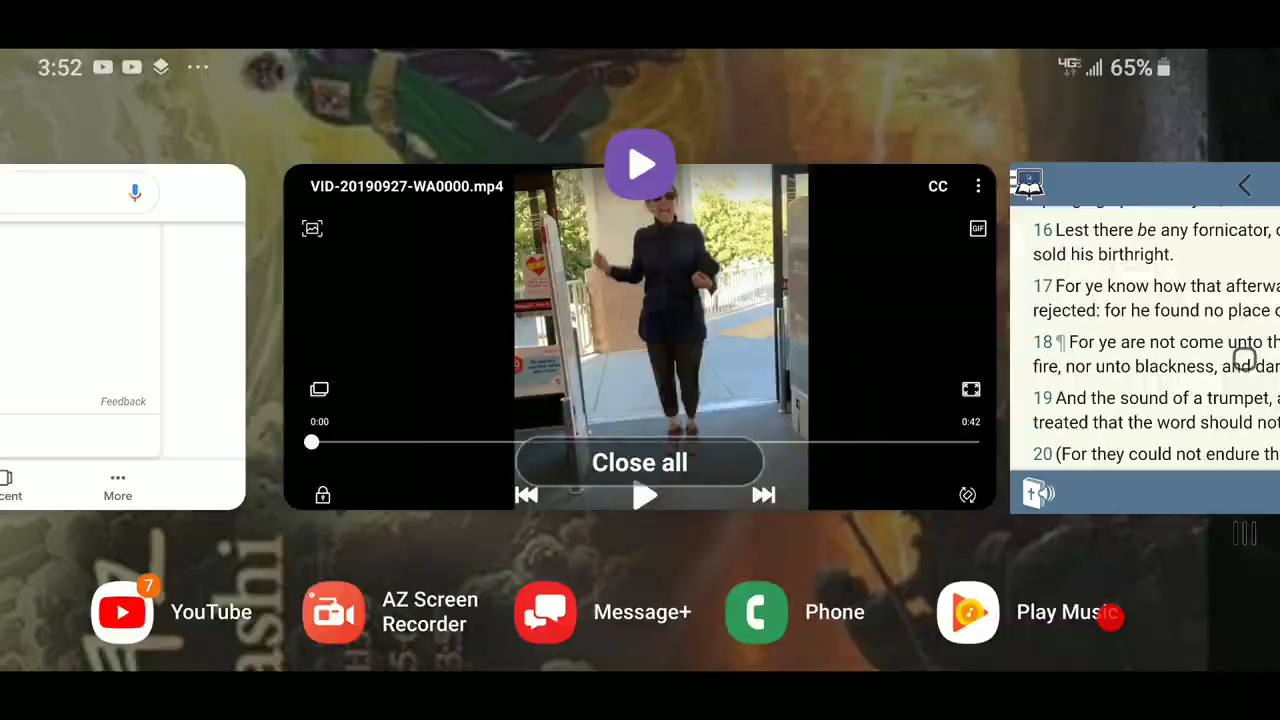 3:52
4GE 65%
VID-20190927-WA0000.mp4
CC
GIF
Feedback
0:00
0:42
Close all
cent
More
16 Lest there be any fornicator,
sold his birthright.
17 For ye know how that afterwa
rejected: for he found no place
18 ¶ For ye are not come unto th
fire, nor unto blackness, and dar
19 And the sound of a trumpet,
treated that the word should not
20 (For they could not endure th
ashi
7
YouTube
AZ Screen
Recorder
Message+
Phone
Play Music